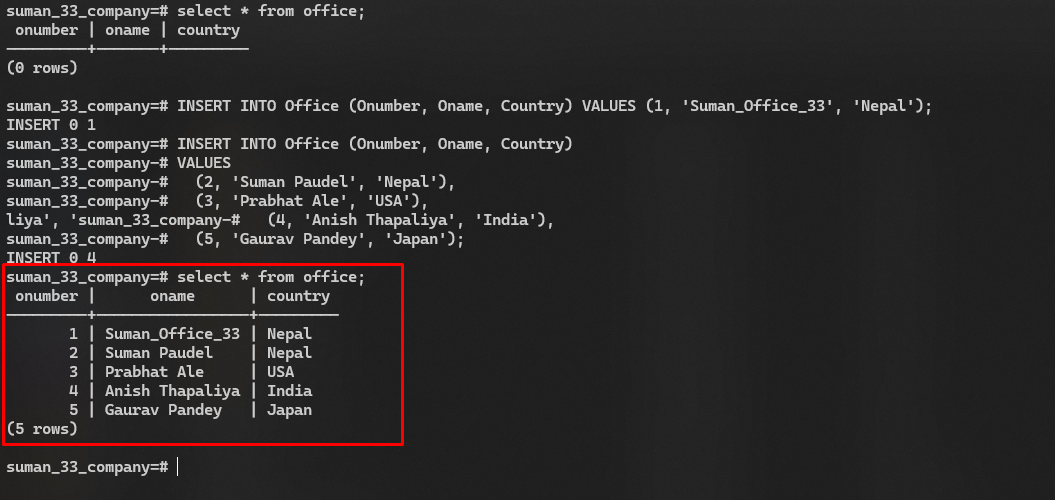 suman_33_company=# select * from office;
 onumber | oname | country
---------+-------+---------
(0 rows)

suman_33_company=# INSERT INTO Office (Onumber, Oname, Country) VALUES (1, 'Suman_Office_33', 'Nepal');
INSERT 0 1
suman_33_company=# INSERT INTO Office (Onumber, Oname, Country)
suman_33_company-# VALUES
suman_33_company-#   (2, 'Suman Paudel', 'Nepal'),
suman_33_company-#   (3, 'Prabhat Ale', 'USA'),
liya', 'suman_33_company-#   (4, 'Anish Thapaliya', 'India'),
suman_33_company-#   (5, 'Gaurav Pandey', 'Japan');
INSERT 0 4
suman_33_company=# select * from office;
 onumber |      oname      | country
---------+-----------------+---------
       1 | Suman_Office_33 | Nepal
       2 | Suman Paudel    | Nepal
       3 | Prabhat Ale     | USA
       4 | Anish Thapaliya | India
       5 | Gaurav Pandey   | Japan
(5 rows)

suman_33_company=#